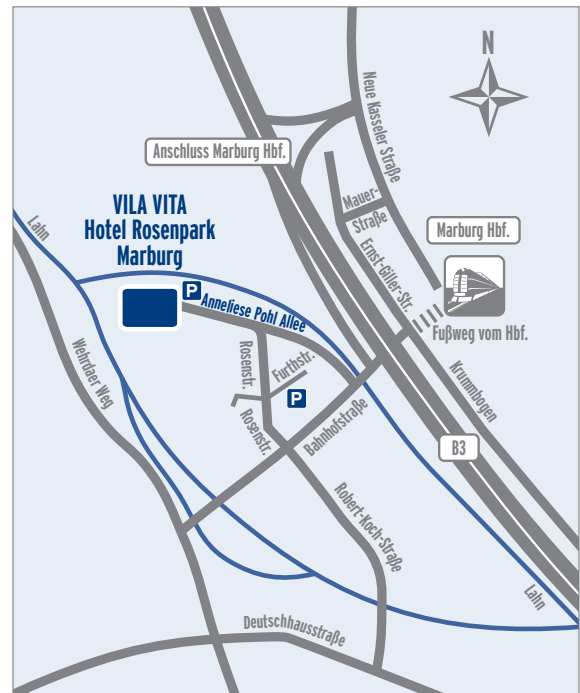 N
Neue Kasseler Straße
Anschluss Marburg Hbf.
Mauer-
Straße
VILA VITA
Hotel Rosenpark
Marburg
Lahn
Marburg Hbf.
Ernst-Giller-Str.
P
Anneliese Pohl Allee
Fußweg vom Hbf.
Wehrdaer Weg
Rosenstr.
Furthstr.
P
Krummbogen
Rosenstr.
Bahnhofstraße
B3
Robert-Koch-Straße
Lahn
Deutschhausstraße